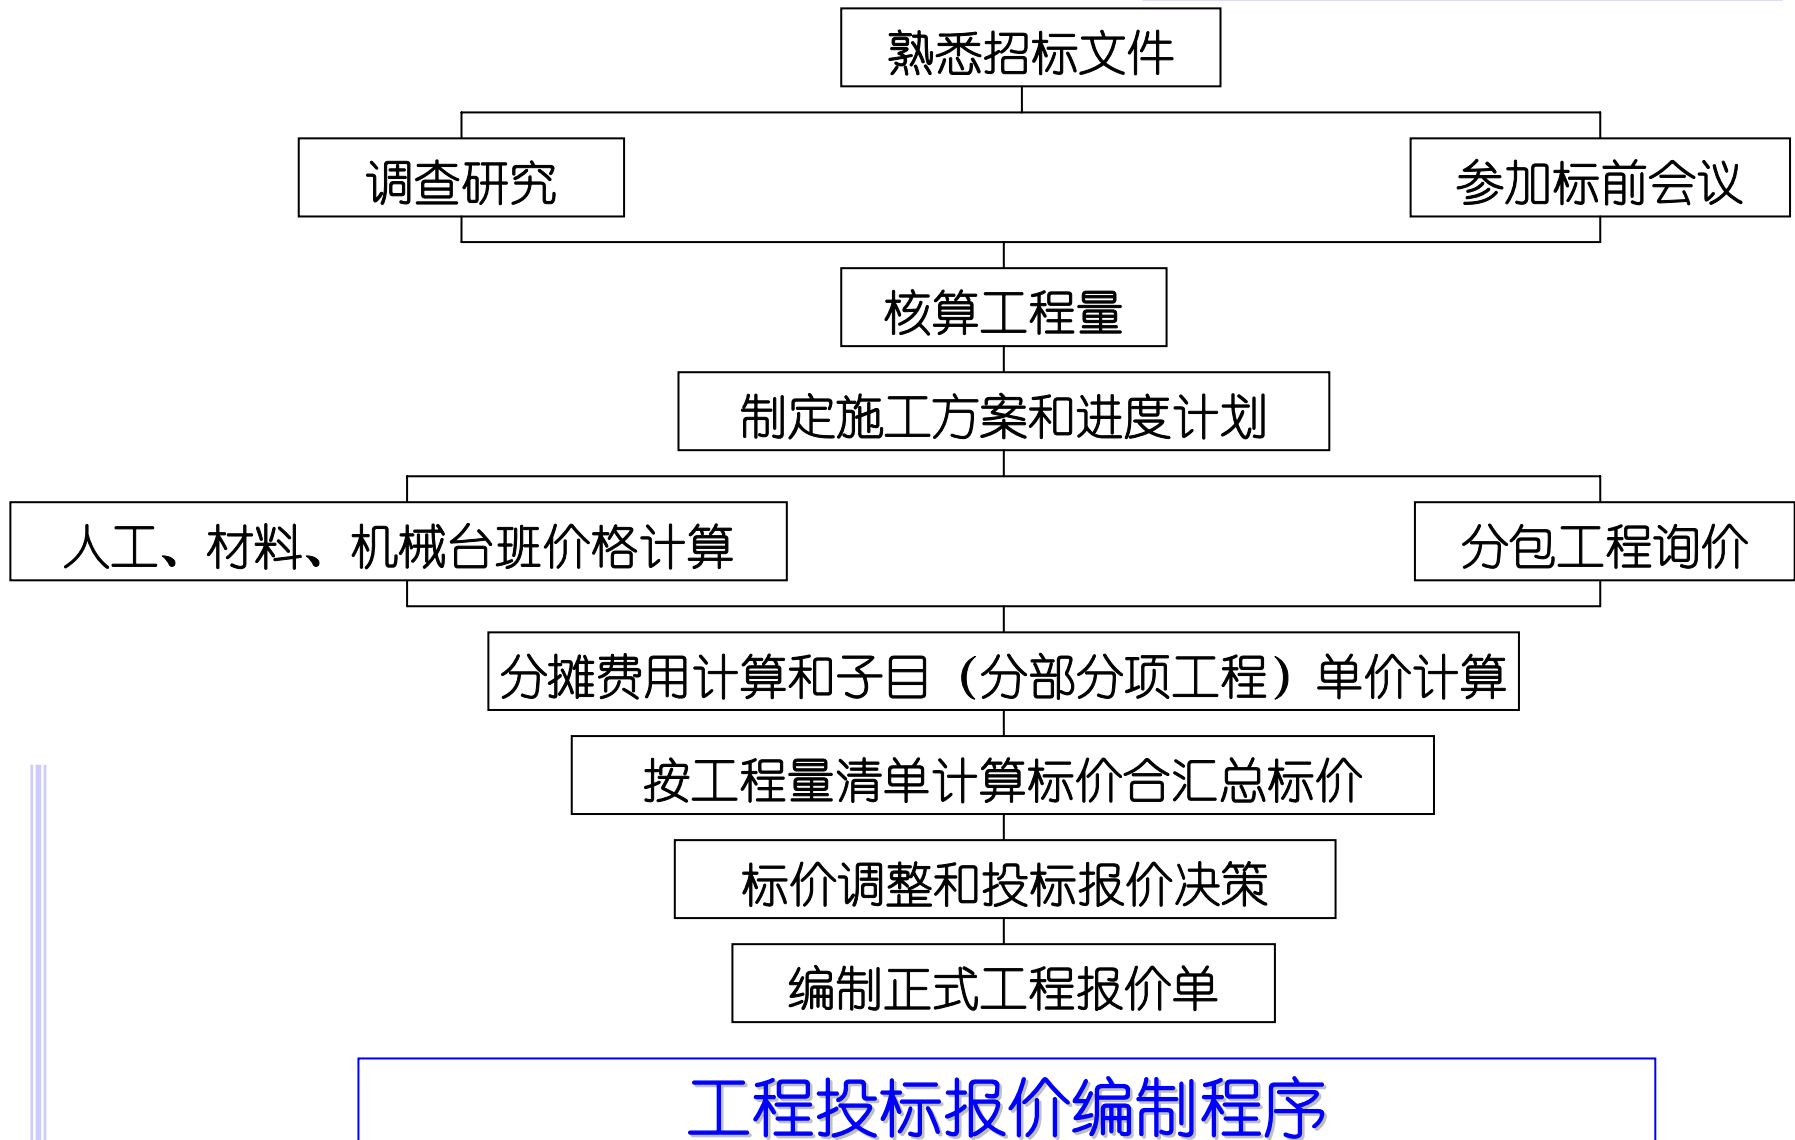 熟悉招标文件
调查研究
参加标前会议
核算工程量
制定施工方案和进度计划
人工、材料、机械台班价格计算
分包工程询价
分摊费用计算和子目（分部分项工程）单价计算
按工程量清单计算标价合汇总标价
标价调整和投标报价决策
编制正式工程报价单
工程投标报价编制程序